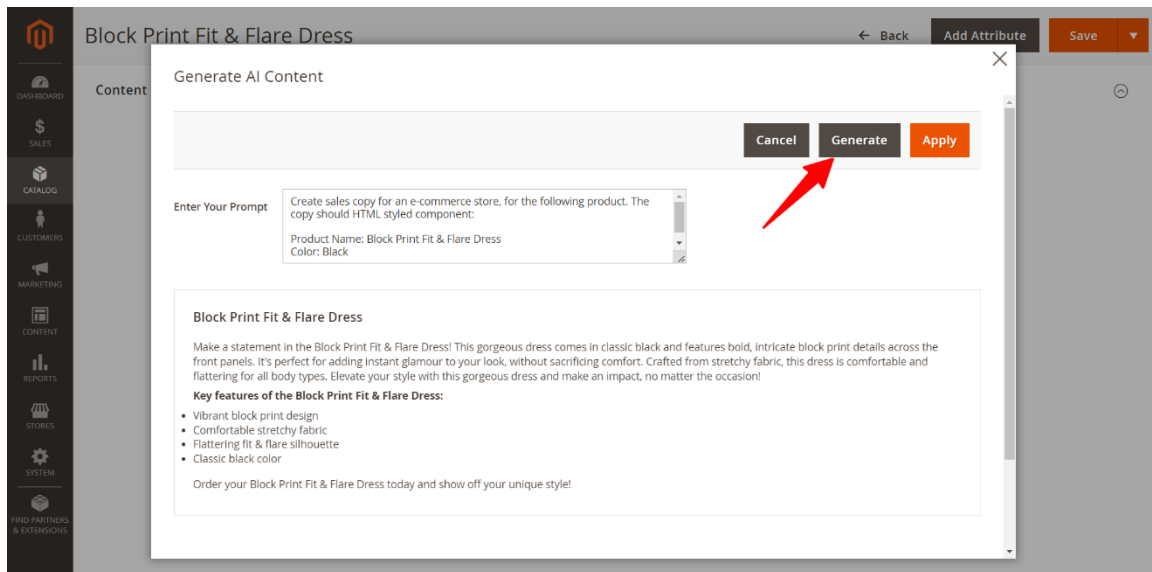 Block Print Fit & Flare Dress
← Back
Add Attribute
Save
DASHBOARD
SALES
CATALOG
CUSTOMERS
MARKETING
CONTENT
REPORTS
STORES
SYSTEM
FIND PARTNERS
& EXTENSIONS
Content
Generate AI Content
Cancel
Generate
Apply
Enter Your Prompt
Create sales copy for an e-commerce store, for the following product. The
copy should HTML styled component:
Product Name: Block Print Fit & Flare Dress
Color: Black
Block Print Fit & Flare Dress
Make a statement in the Block Print Fit & Flare Dress! This gorgeous dress comes in classic black and features bold, intricate block print details across the
front panels. It's perfect for adding instant glamour to your look, without sacrificing comfort. Crafted from stretchy fabric, this dress is comfortable and
flattering for all body types. Elevate your style with this gorgeous dress and make an impact, no matter the occasion!
Key features of the Block Print Fit & Flare Dress:
• Vibrant block print design
• Comfortable stretchy fabric
• Flattering fit & flare silhouette
• Classic black color
Order your Block Print Fit & Flare Dress today and show off your unique style!